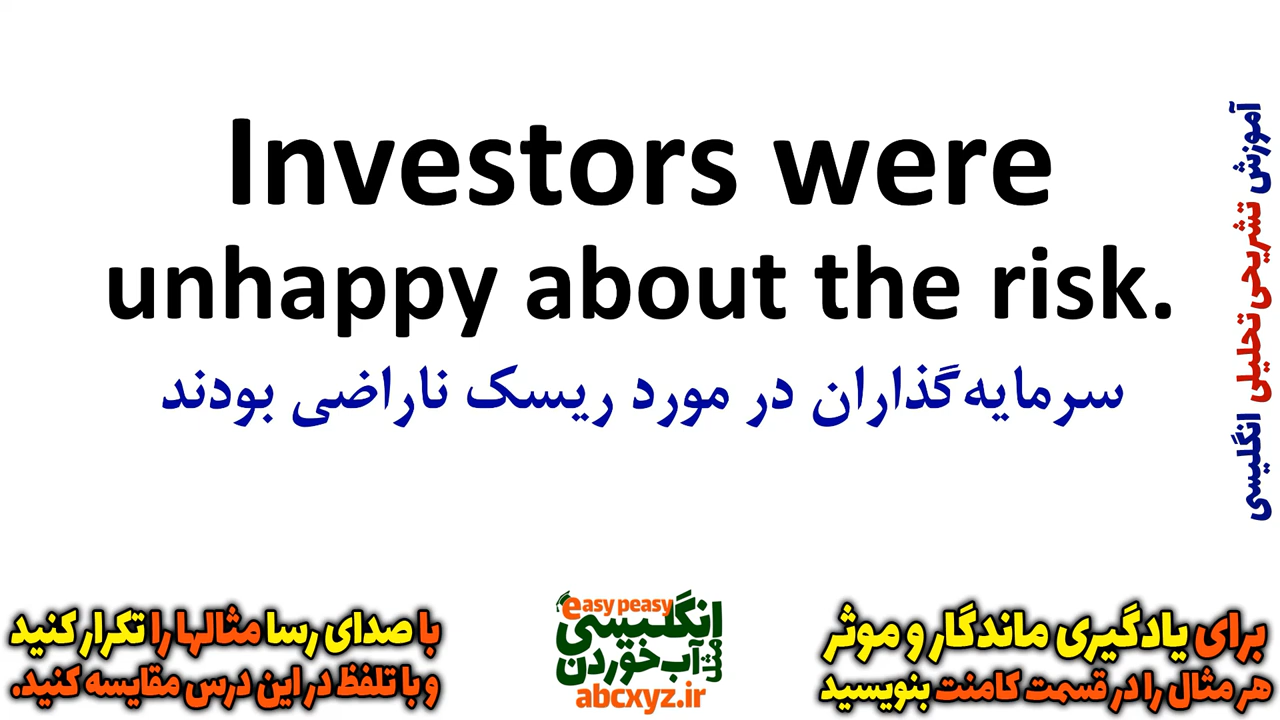 Investors were
unhappy about the risk.
سرمایه‌گذاران در مورد ریسک ناراضی بودند
آموزش تشریحی تحلیلی انگلیسی
برای یادگیری ماندگار و موثر
هر مثال را در قسمت کامنت بنویسید
easy peasy
انگلیسی
مثل آب خوردن
abcxyz.ir
با صدای رسا مثالها را تکرار کنید
و با تلفظ در این درس مقایسه کنید.